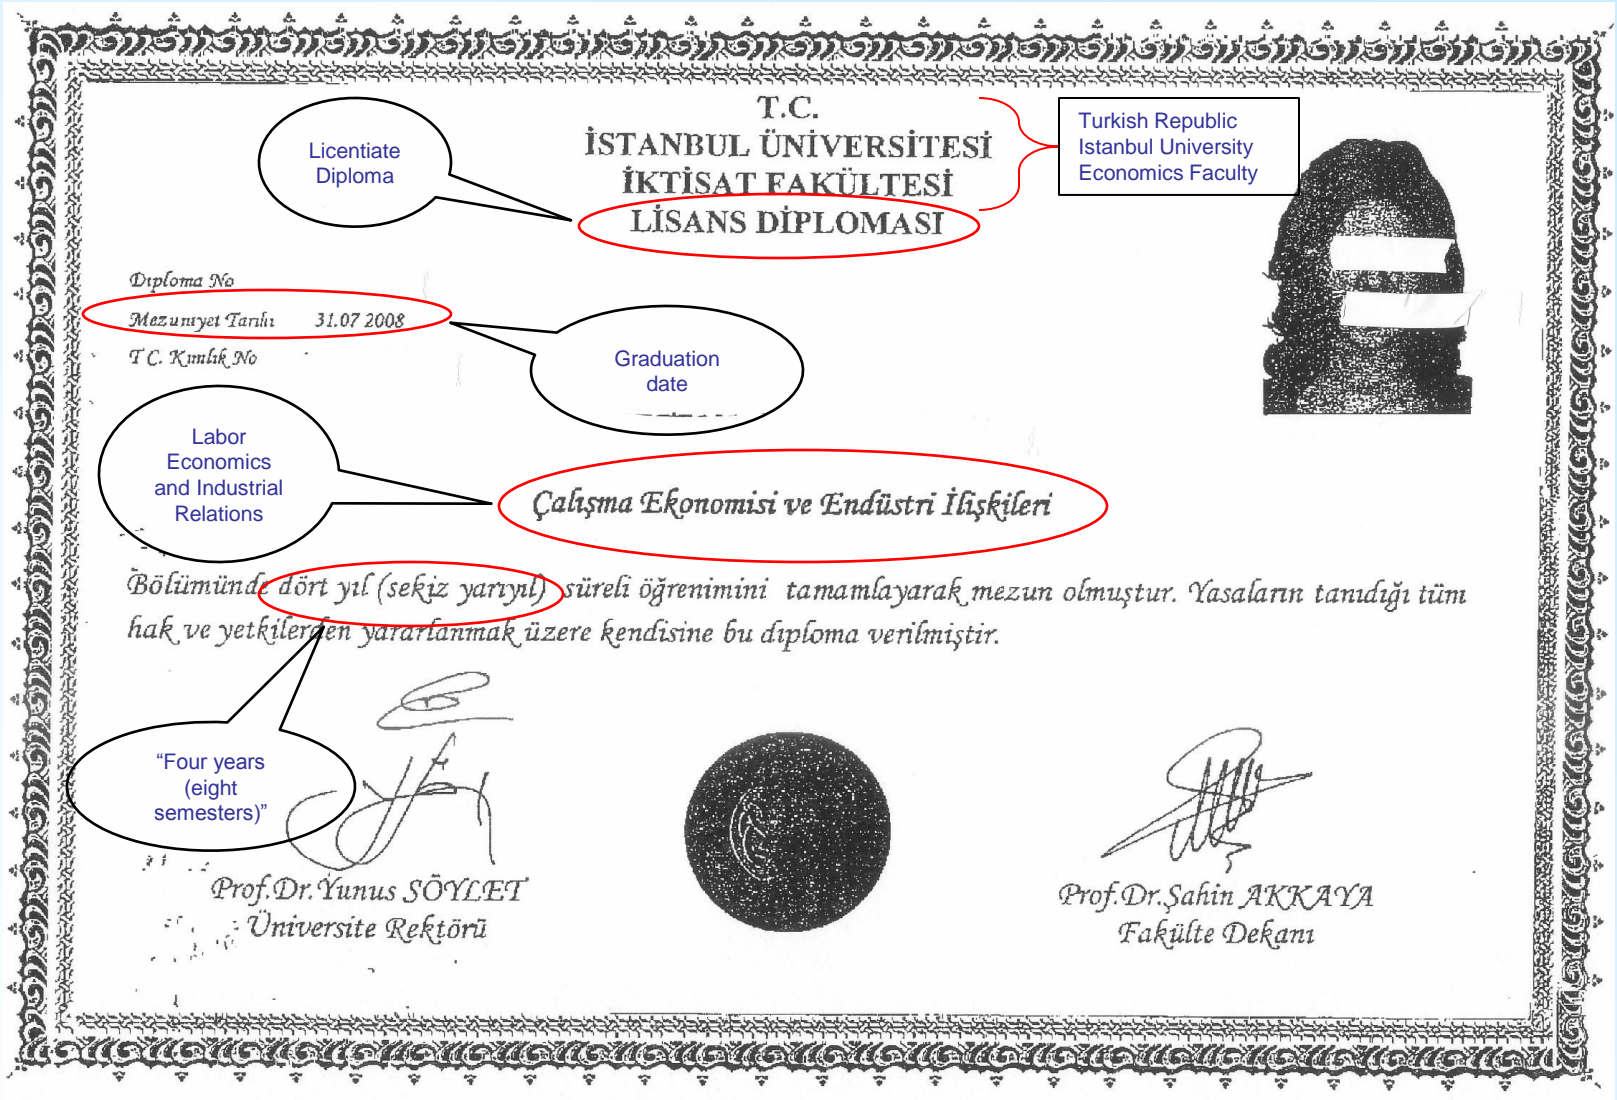 T.C.
İSTANBUL ÜNİVERSİTESİ
İKTİSAT FAKÜLTESİ
LİSANS DİPLOMASI
Turkish Republic
Istanbul University
Economics Faculty
Licentiate
Diploma
Diploma No
Mezuniyet Tarihi 31.07 2008
T C. Kimlik No
Graduation
date
Labor
Economics
and Industrial
Relations
Çalışma Ekonomisi ve Endüstri İlişkileri
Bölümünde dört yıl (sekiz yarıyıl) süreli öğrenimini tamamlayarak mezun olmuştur. Yasaların tanıdığı tüm
hak ve yetkilerden yararlanmak üzere kendisine bu diploma verilmiştir.
“Four years
(eight
semesters)”
Prof.Dr.Yunus SÖYLET
Üniversite Rektörü
Prof.Dr.Şahin AKKAYA
Fakülte Dekanı